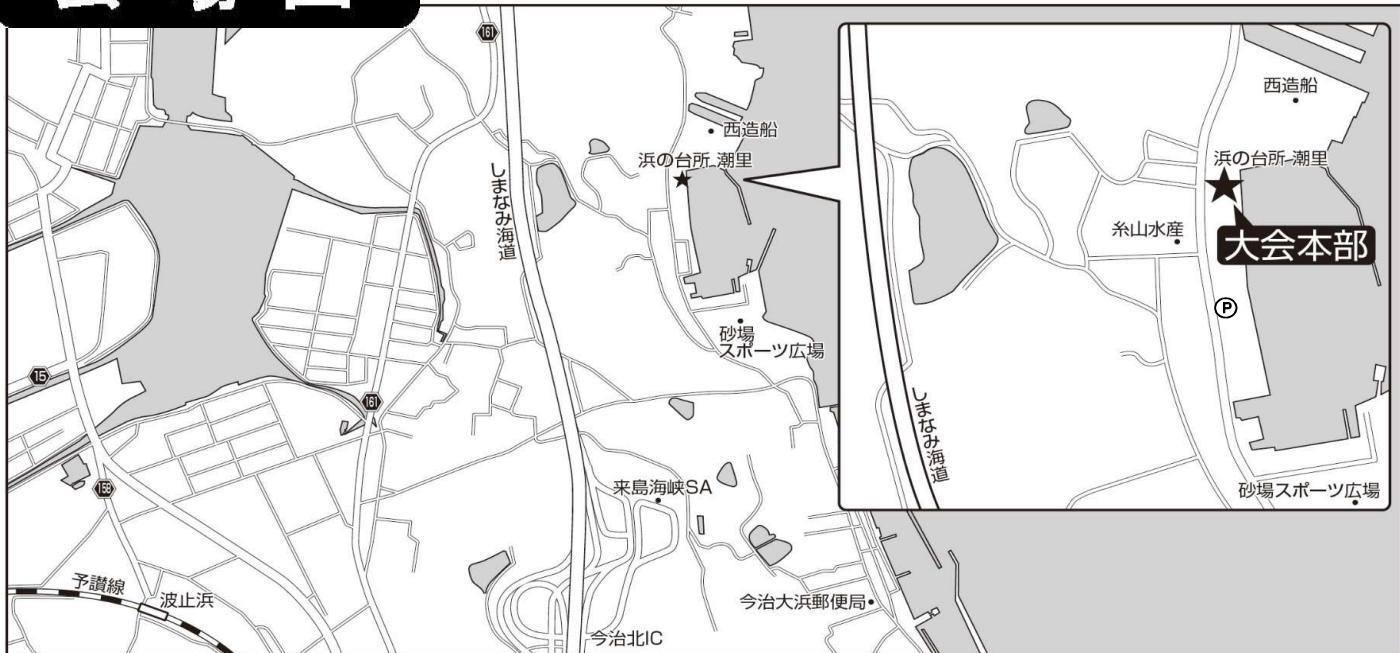 会場図
161
西造船
浜の台所 潮里
しまなみ海道
砂場
スポーツ広場
15
161
158
来島海峡SA
予讃線
波止浜
今治大浜郵便局
今治北IC
西造船
浜の台所 潮里
糸山水産
大会本部
P
しまなみ海道
砂場スポーツ広場